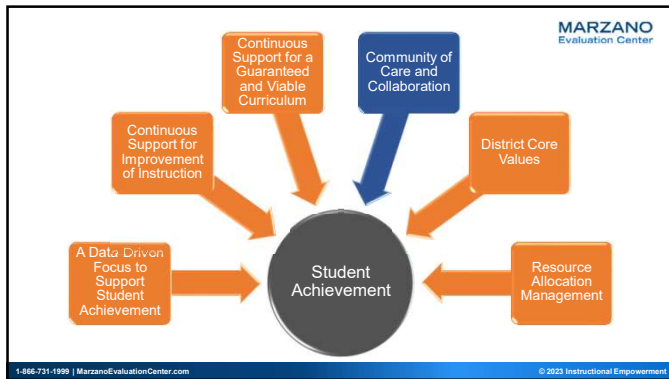 MARZANO
Evaluation Center
Continuous
Support for a
Guaranteed
and Viable
Curriculum
Community of
Care and
Collaboration
Continuous
Support for
Improvement
of Instruction
District Core
Values
A Data Driven
Focus to
Support
Student
Achievement
Student
Achievement
Resource
Allocation
Management
1-866-731-1999 | MarzanoEvaluationCenter.com
© 2023 Instructional Empowerment